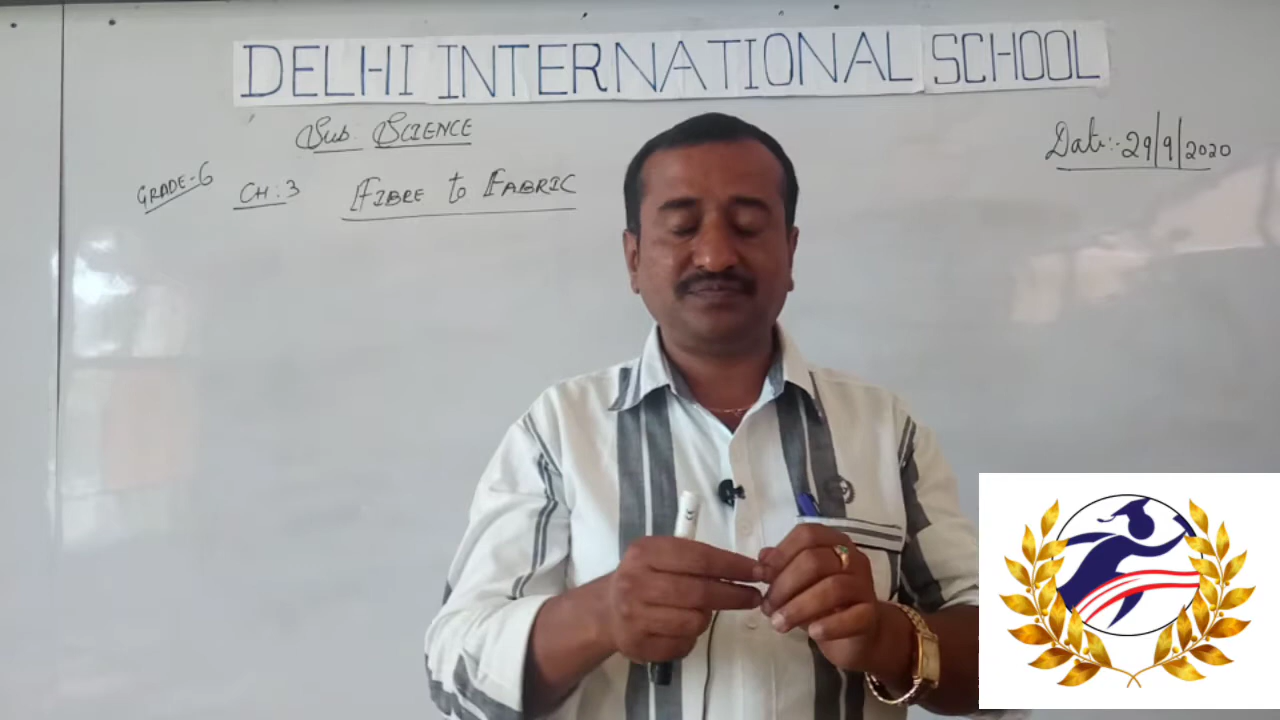 DELHI INTERNATIONAL SCHOOL
Sub: SCIENCE
Date:- 29/9/2020
GRADE-6 CH:3 FIBRE to FABRIC